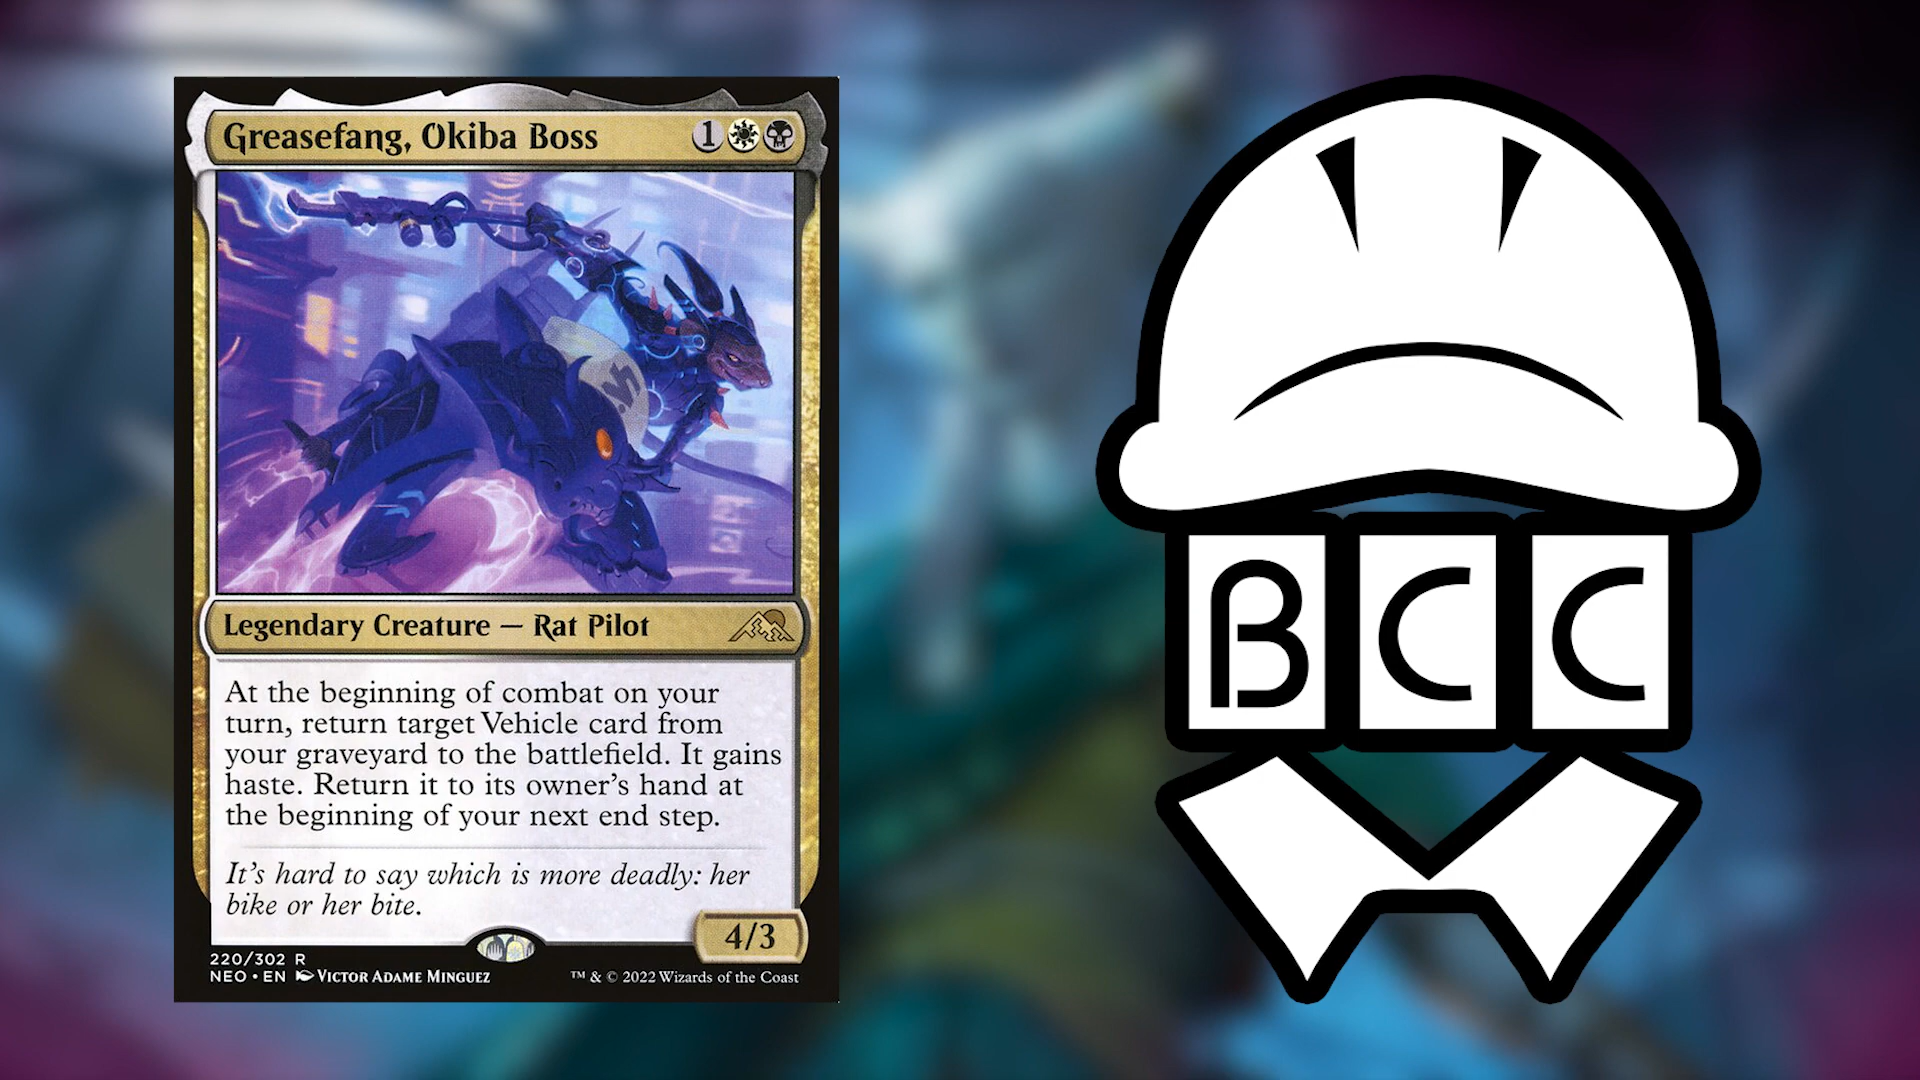 Greasefang, Okiba Boss 1
Legendary Creature — Rat Pilot
At the beginning of combat on your
turn, return target Vehicle card from
your graveyard to the battlefield. It gains
haste. Return it to its owner's hand at
the beginning of your next end step.
It's hard to say which is more deadly: her
bike or her bite.
4/3
220/302 R
NEO • EN Victor Adame Minguez
™ & © 2022 Wizards of the Coast
BCC